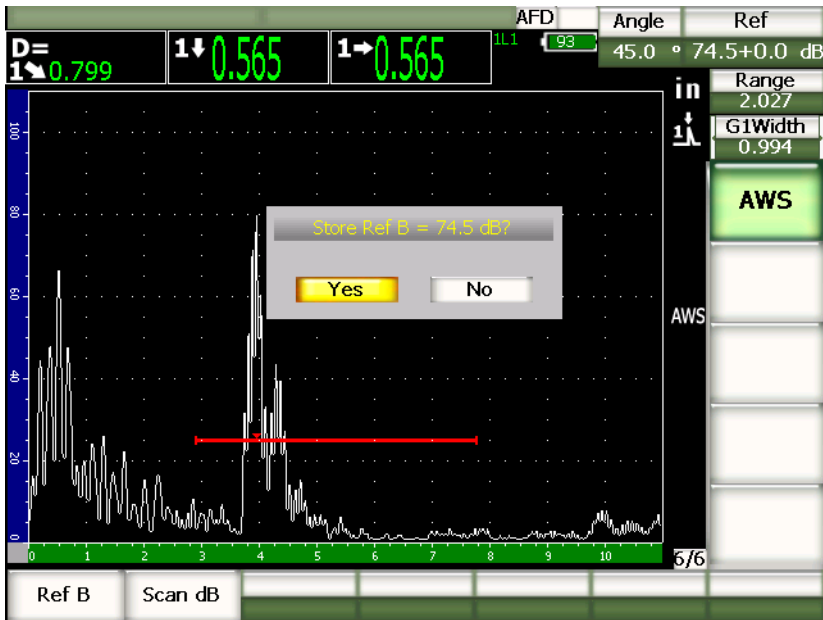 AFD
Angle
Ref
D=
1 0.799
1 0.565
1 0.565
1L1
93
45.0 ° 74.5+0.0 dB
in
Range
2.027
1
G1Width
0.994
AWS
100
80
60
40
20
0
Store Ref B = 74.5 dB?
Yes
No
AWS
0 1 2 3 4 5 6 7 8 9 10
6/6
Ref B
Scan dB